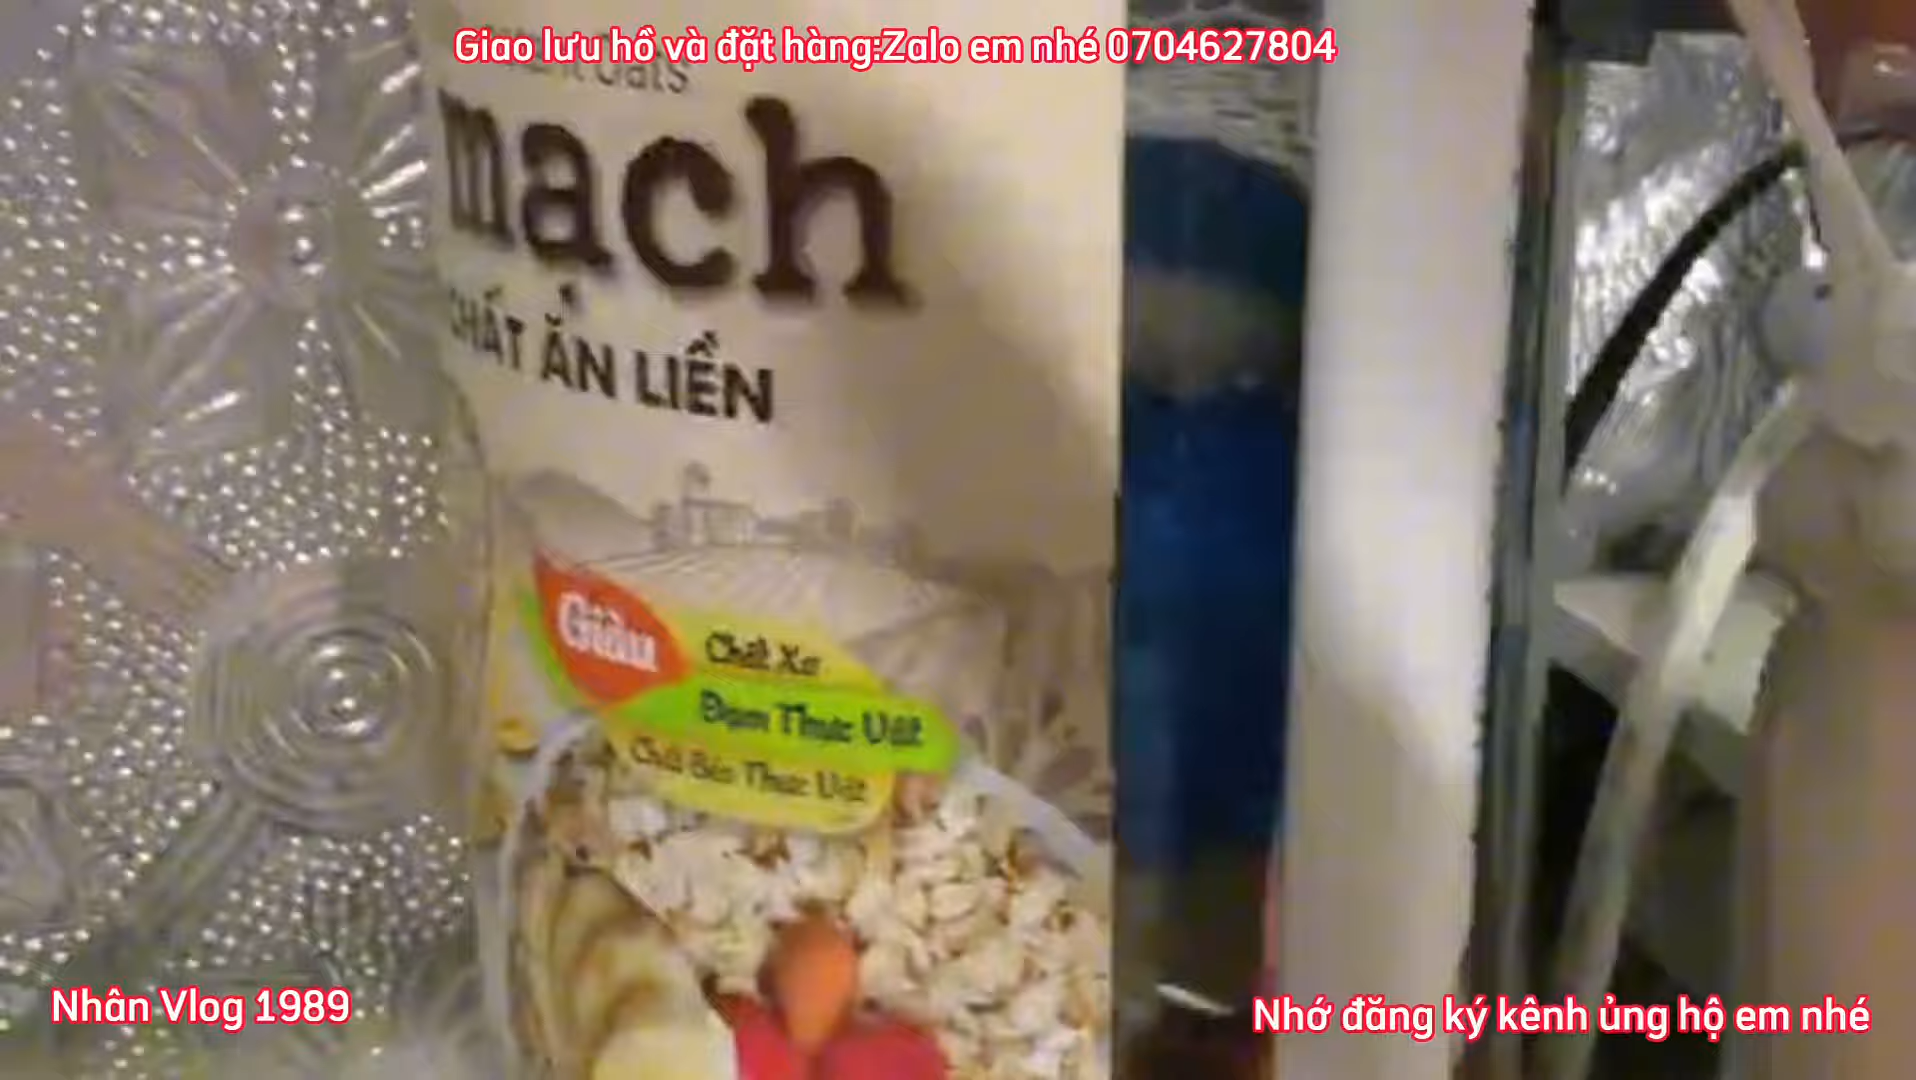 Giao lưu hồ và đặt hàng:Zalo em nhé 0704627804
mạch
CHẤT ĂN LIỀN
Giàu
Chất Xơ
Đạm Thực Vật
Chất Béo Thực Vật
Nhân Vlog 1989
Nhớ đăng ký kênh ủng hộ em nhé